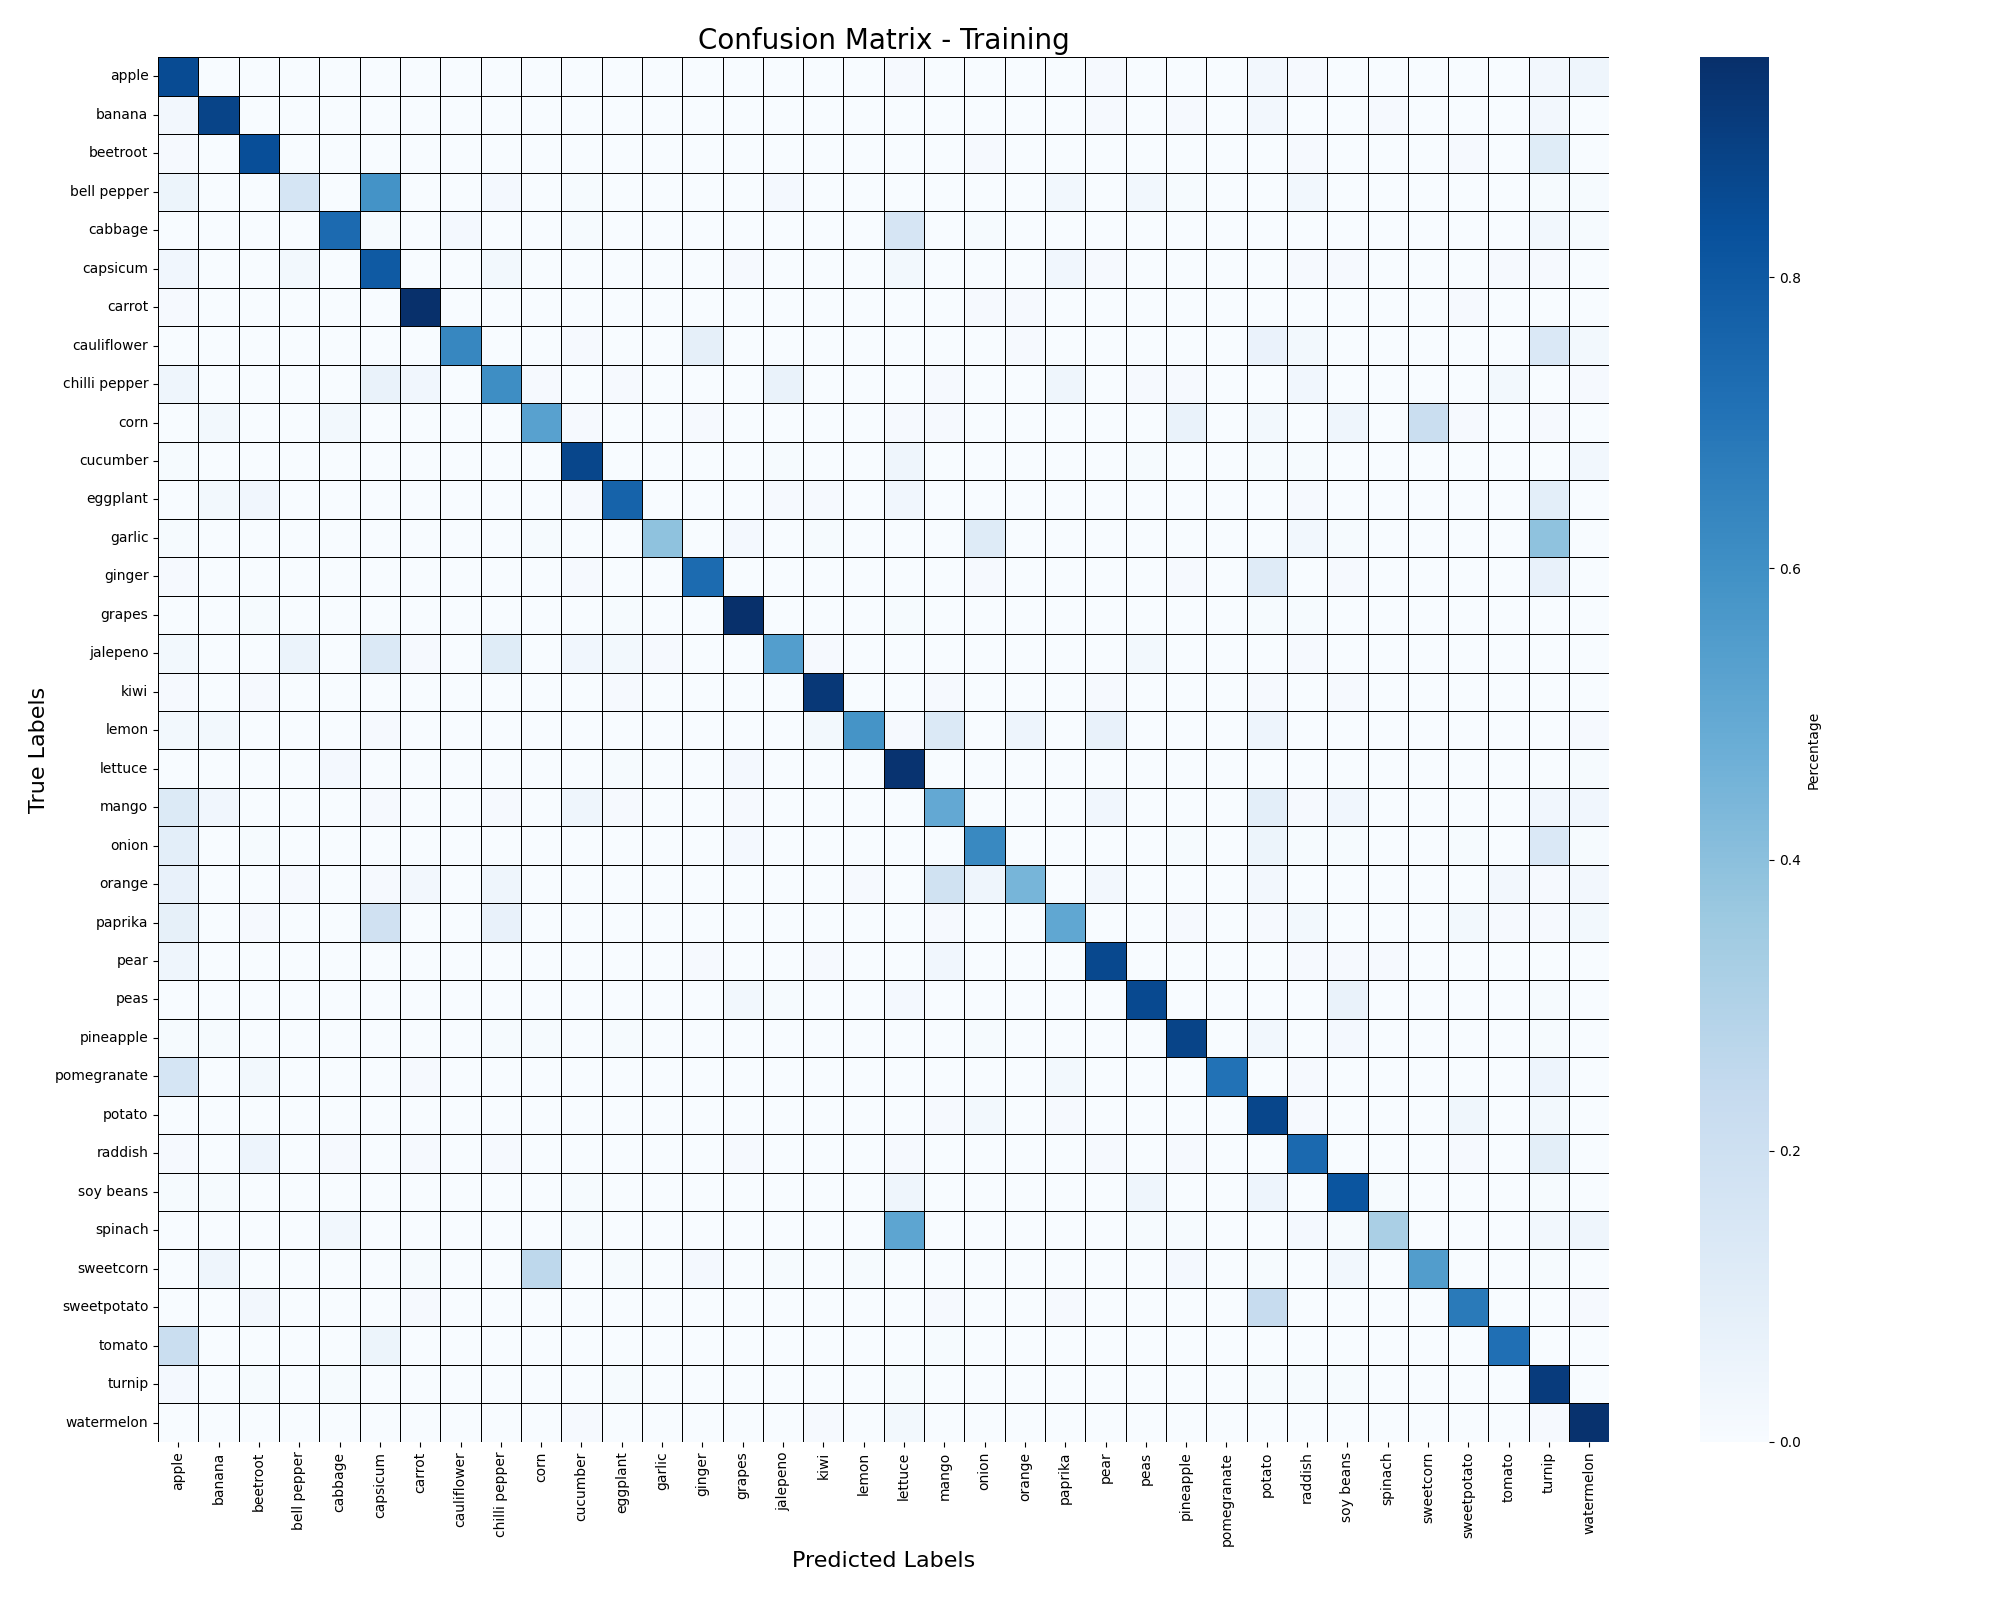 Confusion Matrix - Training
True Labels
apple
banana
beetroot
bell pepper
cabbage
capsicum
carrot
cauliflower
chilli pepper
corn
cucumber
eggplant
garlic
ginger
grapes
jalepeno
kiwi
lemon
lettuce
mango
onion
orange
paprika
pear
peas
pineapple
pomegranate
potato
raddish
soy beans
spinach
sweetcorn
sweetpotato
tomato
turnip
watermelon
apple
banana
beetroot
bell pepper
cabbage
capsicum
carrot
cauliflower
chilli pepper
corn
cucumber
eggplant
garlic
ginger
grapes
jalepeno
kiwi
lemon
lettuce
mango
onion
orange
paprika
pear
peas
pineapple
pomegranate
potato
raddish
soy beans
spinach
sweetcorn
sweetpotato
tomato
turnip
watermelon
Predicted Labels
0.8
0.6
0.4
0.2
0.0
Percentage